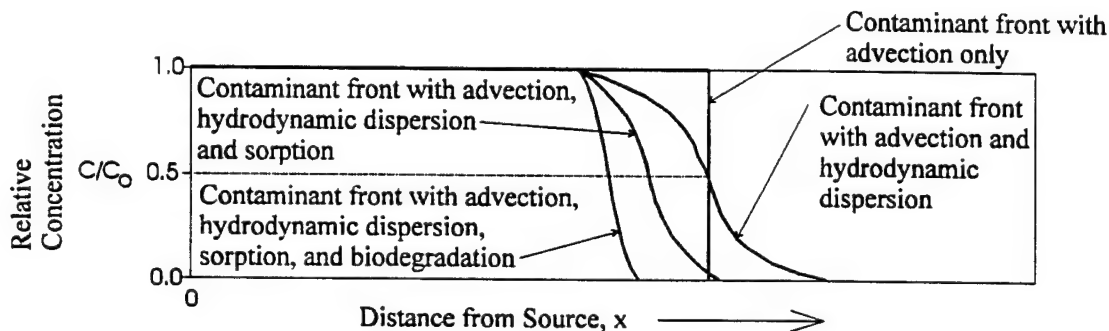 Contaminant front with
advection only
1.0
Contaminant front with advection,
hydrodynamic dispersion
and sorption
Contaminant front
with advection and
hydrodynamic
dispersion
Relative
Concentration
C/Co
0.5
Contaminant front with advection,
hydrodynamic dispersion,
sorption, and biodegradation
0.0
0
Distance from Source, x